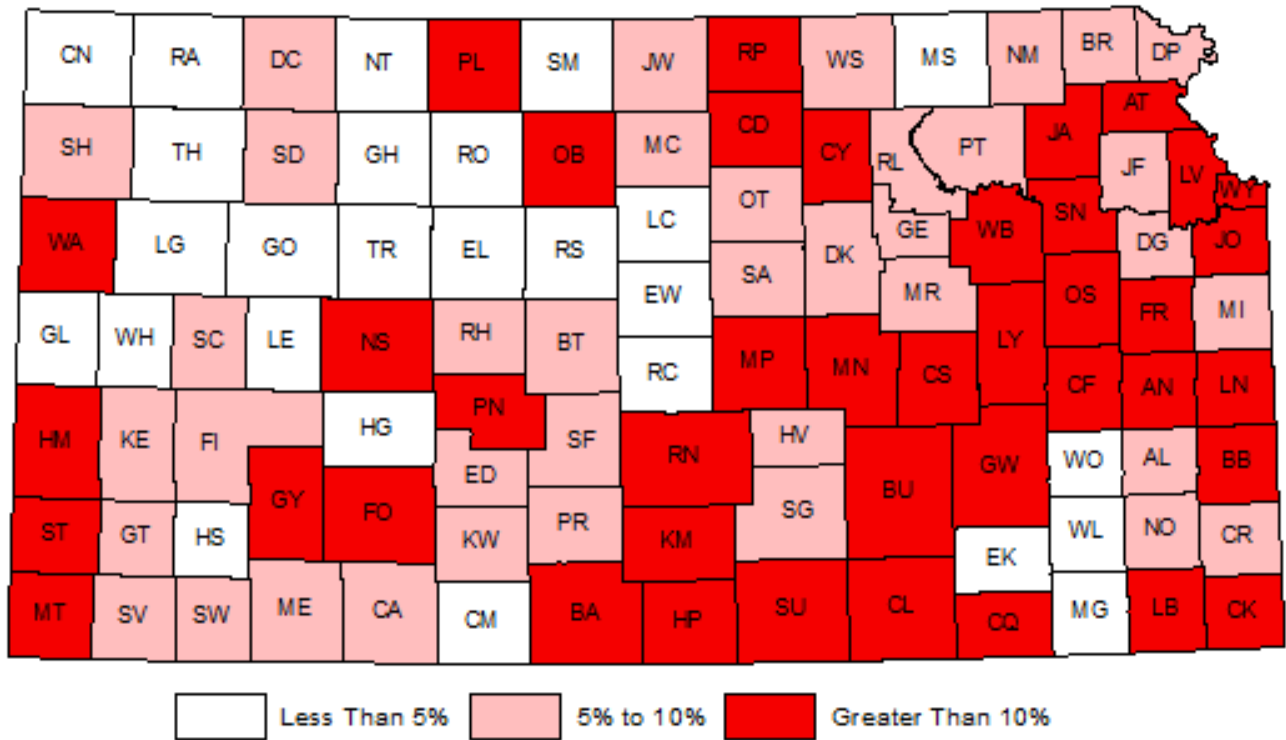 CN RA DC NT PL SM JW RP WS MS NM BR DP
SH TH SD GH RO OB MC CD CY RL PT JA AT
JF LV WY
WA LG GO TR EL RS LC OT DK GE WB SN DG JO
GL WH SC LE NS RH BT EW SA MR OS FR MI
HM KE FI HG PN SF RC MP MN CS LY CF AN LN
GY ED RN HV BU GW WO AL BB
ST GT HS FO KW PR KM SG EK WL NO CR
MT SV SW ME CA CM BA HP SU CL CQ MG LB CK
Less Than 5% 5% to 10% Greater Than 10%